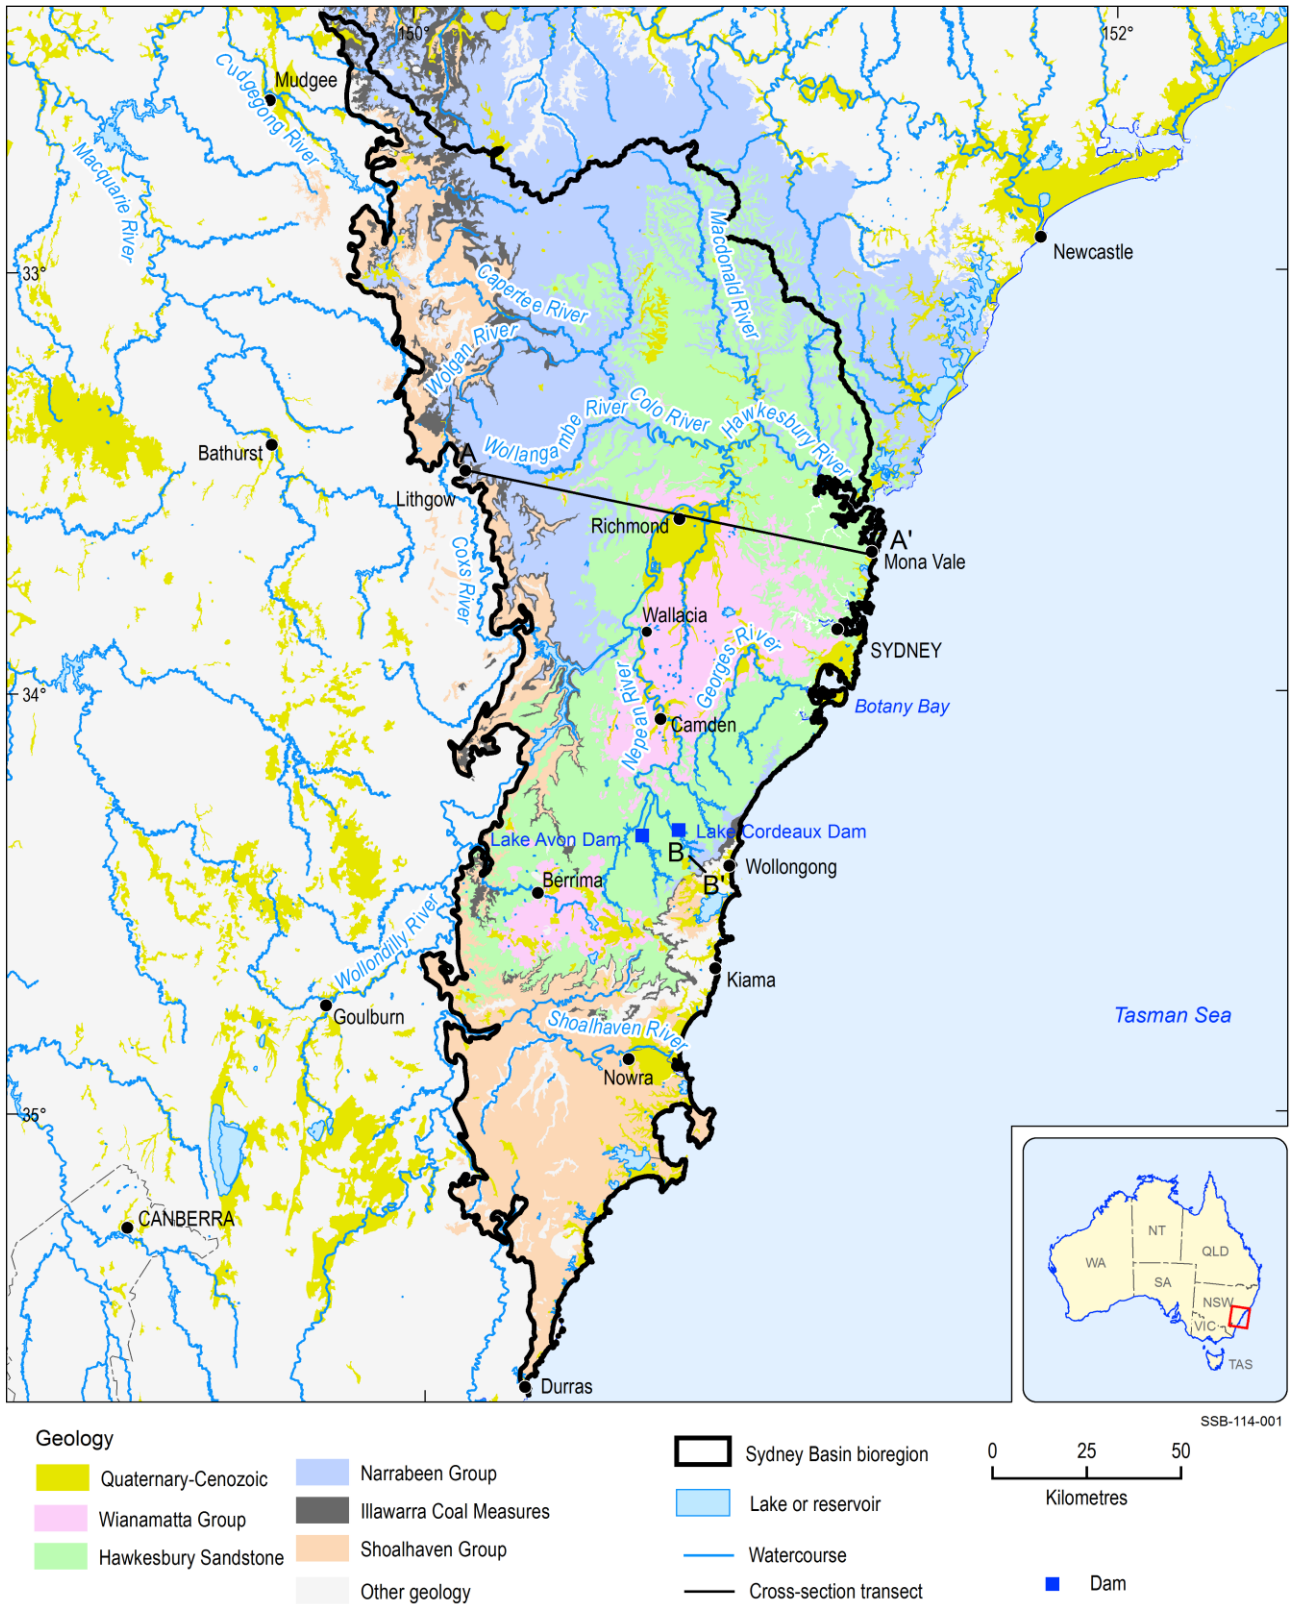 150°
152°
Mudgee
Cudgegong River
Macquarie River
Macdonald River
Newcastle
33°
Capertee River
Wolgan River
Colo River
Wollangambe River
Hawkesbury River
Bathurst
A
Lithgow
Richmond
A'
Mona Vale
Coxs River
Wallacia
SYDNEY
Georges River
34°
Nepean River
Botany Bay
Camden
Lake Avon Dam
Lake Cordeaux Dam
B
Wollongong
Berrima
B'
Wollondilly River
Kiama
Goulburn
Tasman Sea
Shoalhaven River
Nowra
35°
CANBERRA
NT
QLD
WA
SA
NSW
VIC
TAS
Durras
SSB-114-001
Geology
Quaternary-Cenozoic
Wianamatta Group
Hawkesbury Sandstone
Narrabeen Group
Illawarra Coal Measures
Shoalhaven Group
Other geology
Sydney Basin bioregion
Lake or reservoir
Watercourse
Cross-section transect
0 25 50
Kilometres
Dam